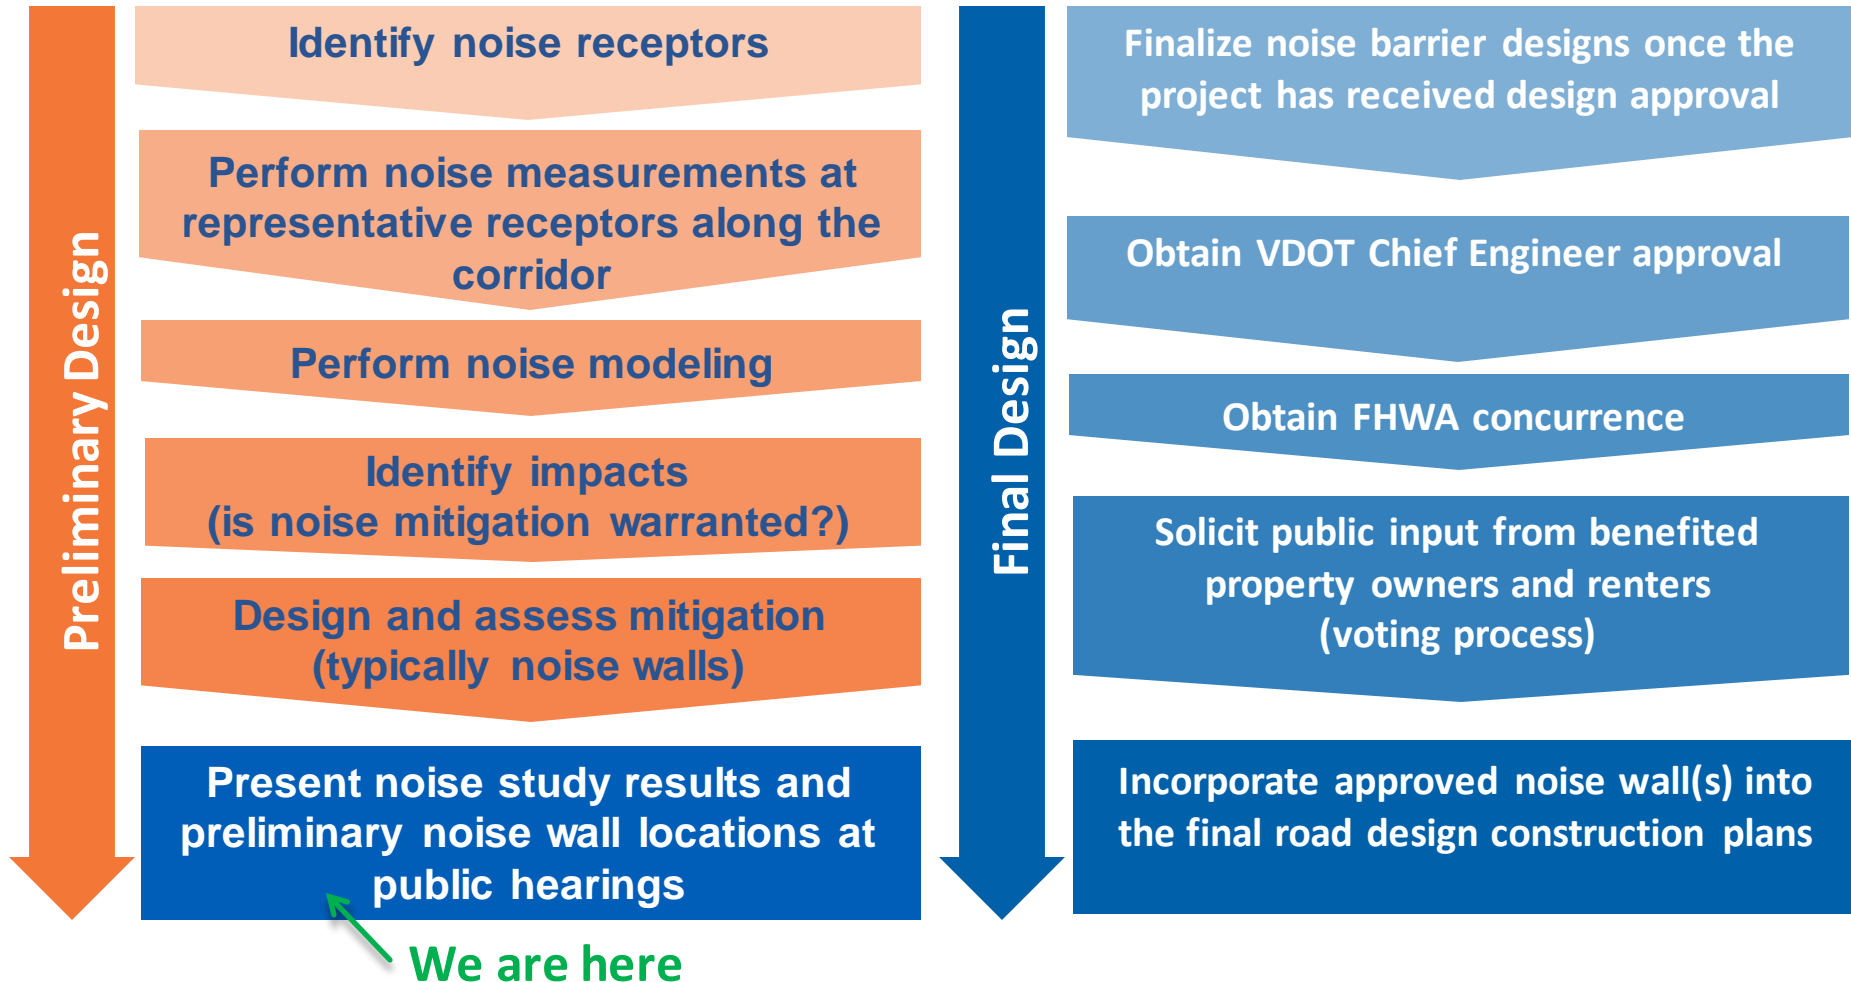 Preliminary Design
Identify noise receptors
Perform noise measurements at
representative receptors along the
corridor
Perform noise modeling
Identify impacts
(is noise mitigation warranted?)
Design and assess mitigation
(typically noise walls)
Present noise study results and
preliminary noise wall locations at
public hearings
We are here
Final Design
Finalize noise barrier designs once the
project has received design approval
Obtain VDOT Chief Engineer approval
Obtain FHWA concurrence
Solicit public input from benefited
property owners and renters
(voting process)
Incorporate approved noise wall(s) into
the final road design construction plans